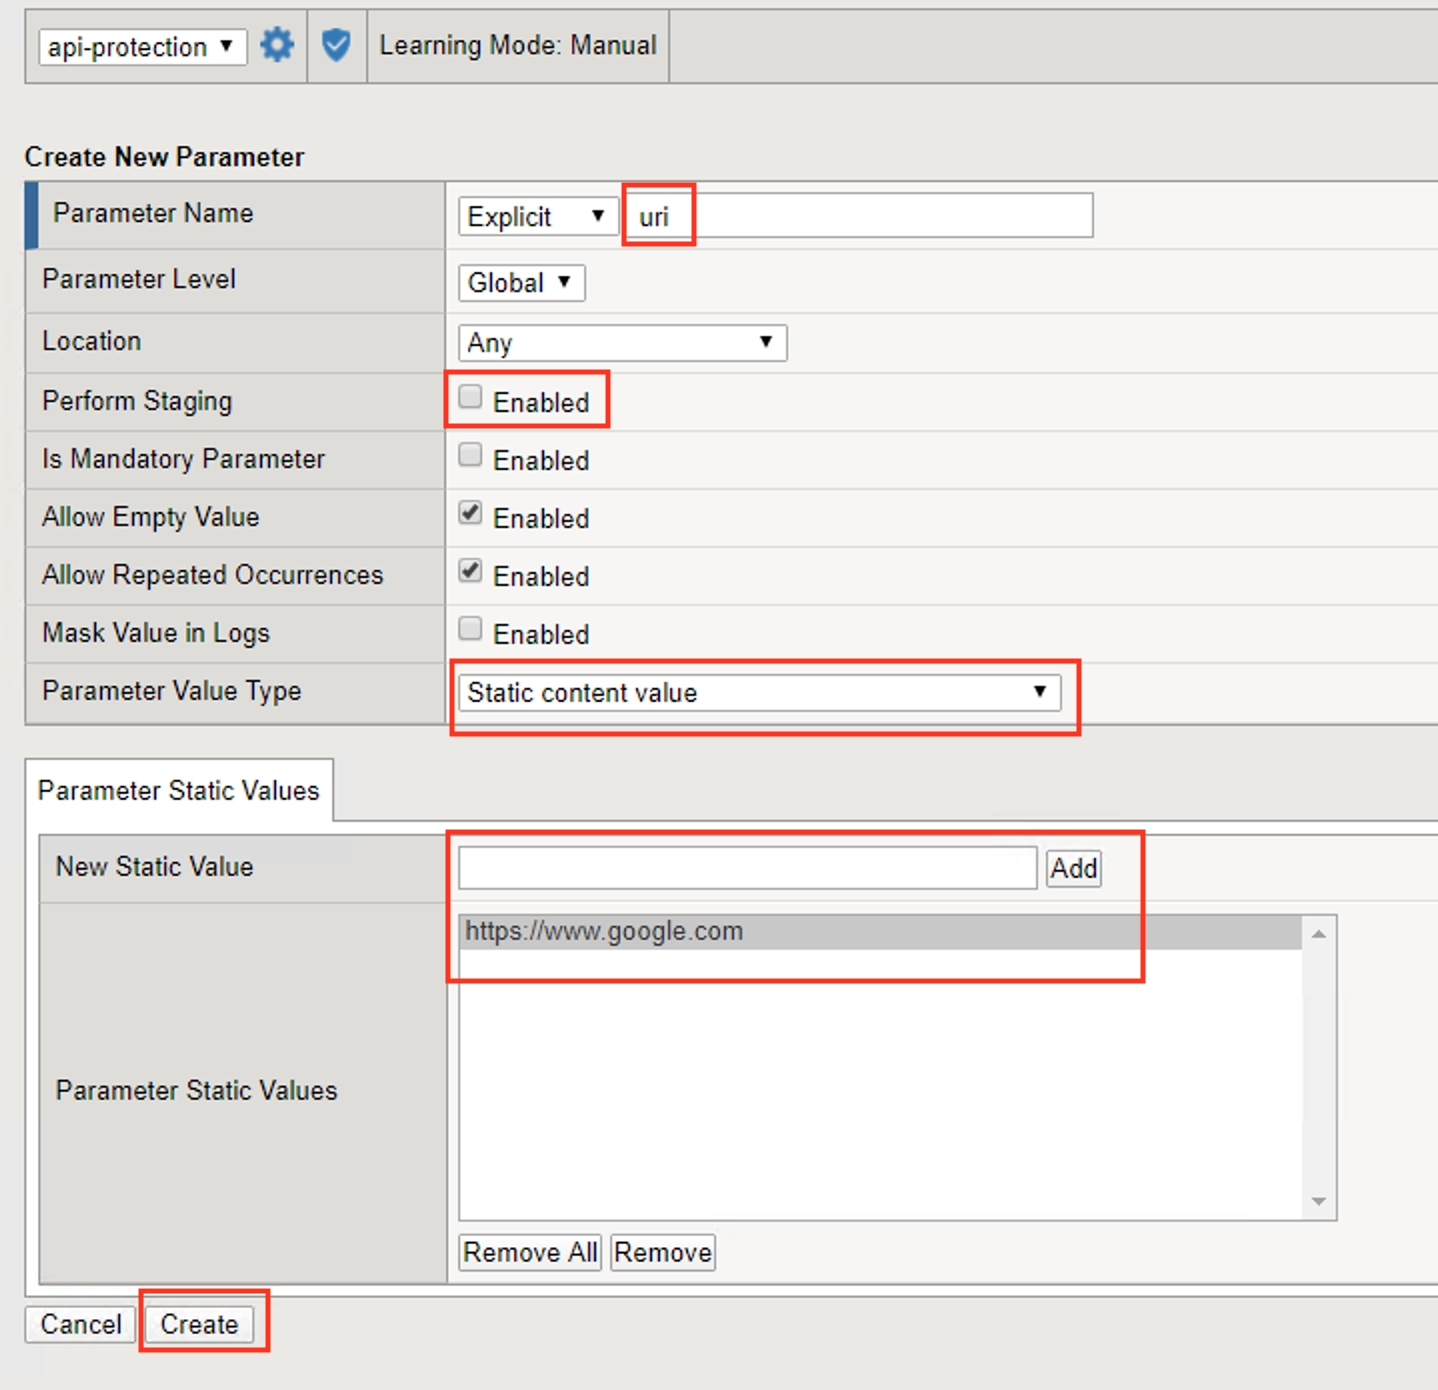 api-protection Learning Mode: Manual
Create New Parameter
Parameter Name Explicit uri
Parameter Level Global
Location Any
Perform Staging Enabled
Is Mandatory Parameter Enabled
Allow Empty Value Enabled
Allow Repeated Occurrences Enabled
Mask Value in Logs Enabled
Parameter Value Type Static content value
Parameter Static Values
New Static Value Add
https://www.google.com
Parameter Static Values
Remove All Remove
Cancel Create